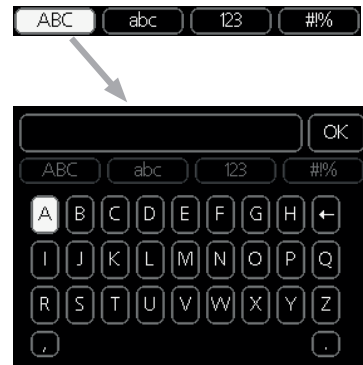 ABC abc 123 #!%
OK
ABC abc 123 #!%
A B C D E F G H ←
I J K L M N O P Q
R S T U V W X Y Z
, .